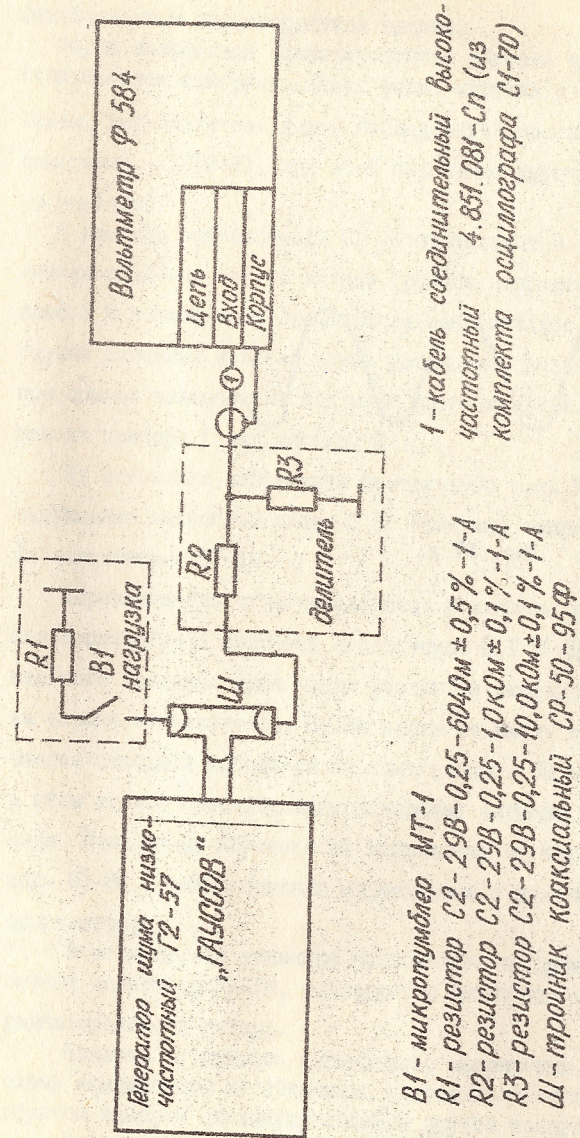 Генератор шума низко-
частотный Г2-57
„ГАУССОВ“
R1
В1
нагрузка
Ш
R2
R3
делитель
1
Вольтметр Ф 584
Цепь
Вход
Корпус
В1 - микротумблер МТ-1
R1 - резистор С2-29В-0,25-604Ом±0,5%-1-А
R2 - резистор С2-29В-0,25-1,0кОм±0,1%-1-А
R3 - резистор С2-29В-0,25-10,0кОм±0,1%-1-А
Ш - тройник коаксиальный СР-50-95Ф
1 - кабель соединительный высоко-
частотный 4.851.081-Сп (из
комплекта осциллографа С1-70)